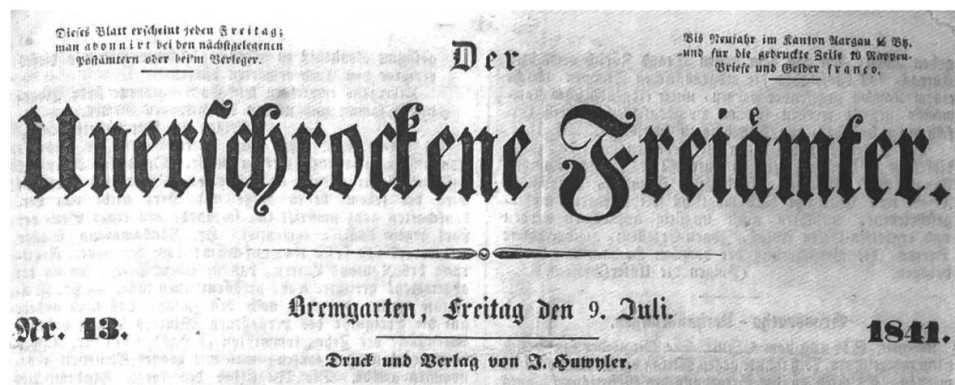 Dieses Blatt erscheint jeden Freitag;
man abonnirt bei den nächstgelegenen
Postämtern oder bei'm Verleger.
Der
Bis Neujahr im Kanton Aargau 16 Btz.
und für die gedruckte Zeile 10 Rappen.
Briefe und Gelder franco.
Unerschrockene Freiämter.
Nr. 13.
Bremgarten, Freitag den 9. Juli.
1841.
Druck und Verlag von J. Huwyler.